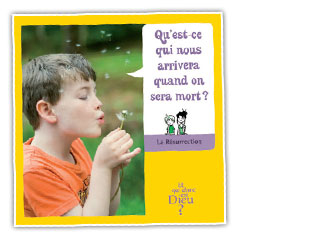 Qu'est-ce
qui nous
arrivera
quand on
sera mort?
La Résurrection
Et
qui donc
est
Dieu
?